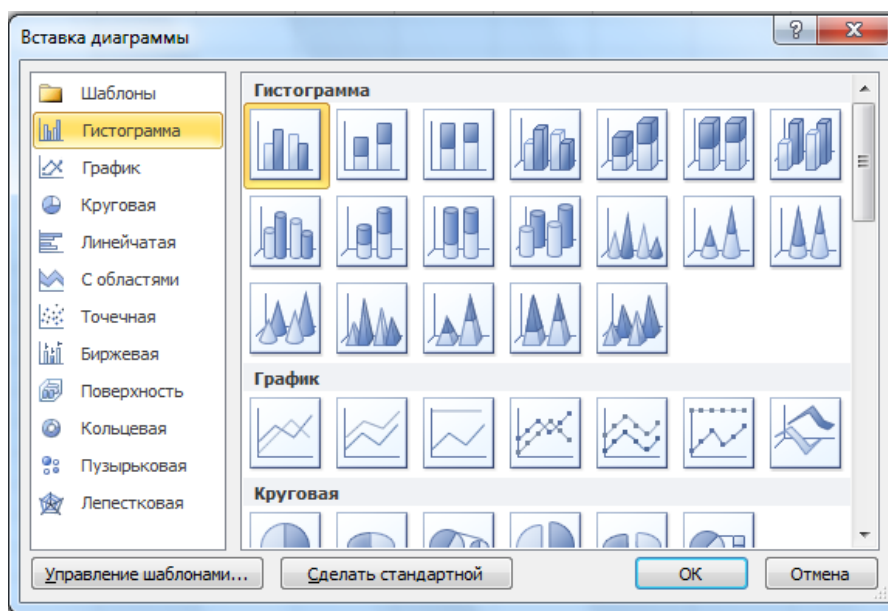 Вставка диаграммы
Шаблоны
Гистограмма
График
Круговая
Линейчатая
С областями
Точечная
Биржевая
Поверхность
Кольцевая
Пузырьковая
Лепестковая
Гистограмма
График
Круговая
Управление шаблонами...
Сделать стандартной
ОК
Отмена